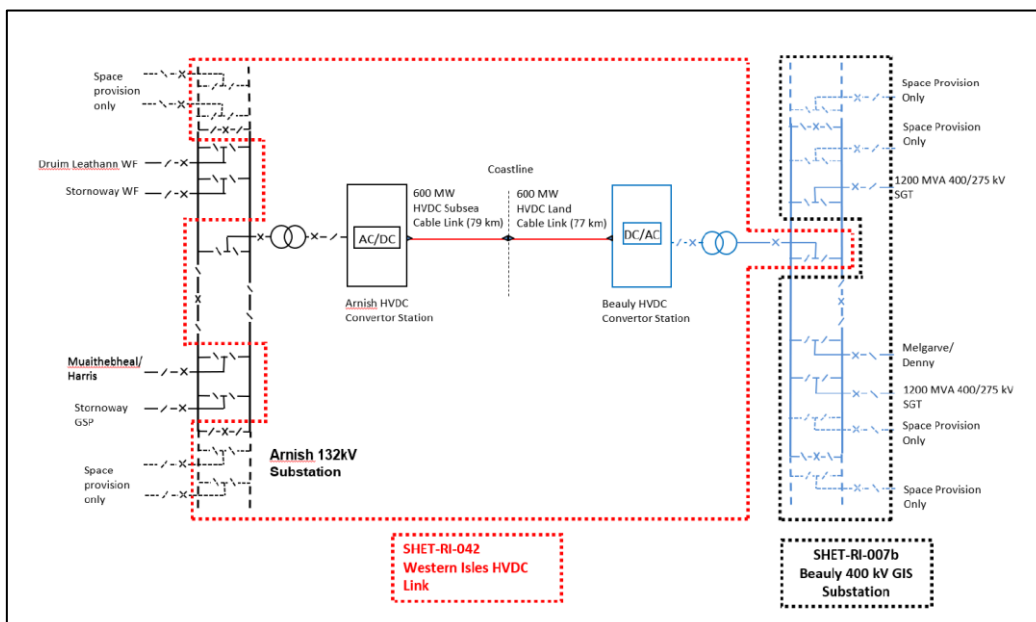 Space
provision
only
Druim Leathann WF
Stornoway WF
Muaithebheal/
Harris
Stornoway
GSP
Space
provision
only
Arnish 132kV
Substation
AC/DC
Arnish HVDC
Convertor Station
600 MW
HVDC Subsea
Cable Link (79 km)
Coastline
600 MW
HVDC Land
Cable Link (77 km)
DC/AC
Beauly HVDC
Convertor Station
Space Provision
Only
Space Provision
Only
1200 MVA 400/275 kV
SGT
Melgarve/
Denny
1200 MVA 400/275 kV
SGT
Space Provision
Only
Space Provision
Only
SHET-RI-042
Western Isles HVDC
Link
SHET-RI-007b
Beauly 400 kV GIS
Substation